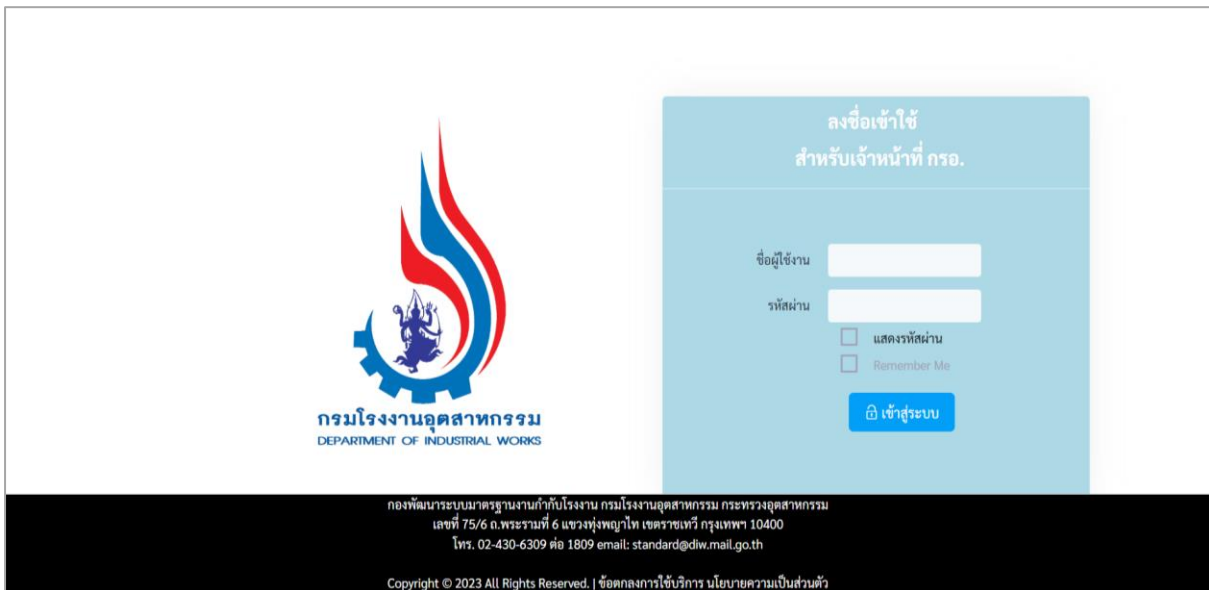 ลงชื่อเข้าใช้
สำหรับเจ้าหน้าที่ กรอ.
ชื่อผู้ใช้งาน
รหัสผ่าน
แสดงรหัสผ่าน
Remember Me
เข้าสู่ระบบ
กรมโรงงานอุตสาหกรรม
DEPARTMENT OF INDUSTRIAL WORKS
กองพัฒนาระบบมาตรฐานงานกำกับโรงงาน กรมโรงงานอุตสาหกรรม กระทรวงอุตสาหกรรม
เลขที่ 75/6 ถ.พระรามที่ 6 แขวงทุ่งพญาไท เขตราชเทวี กรุงเทพฯ 10400
โทร. 02-430-6309 ต่อ 1809 email: standard@diw.mail.go.th
Copyright © 2023 All Rights Reserved. | ข้อตกลงการใช้บริการ นโยบายความเป็นส่วนตัว